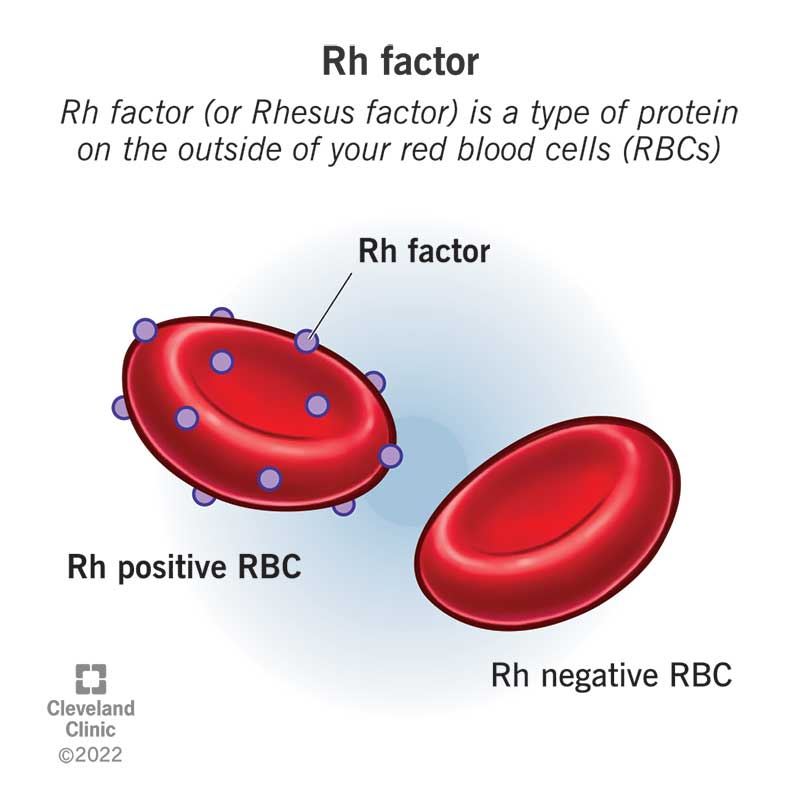 Rh factor
Rh factor (or Rhesus factor) is a type of protein
on the outside of your red blood cells (RBCs)
Rh factor
Rh positive RBC
Rh negative RBC
Cleveland
Clinic
©2022